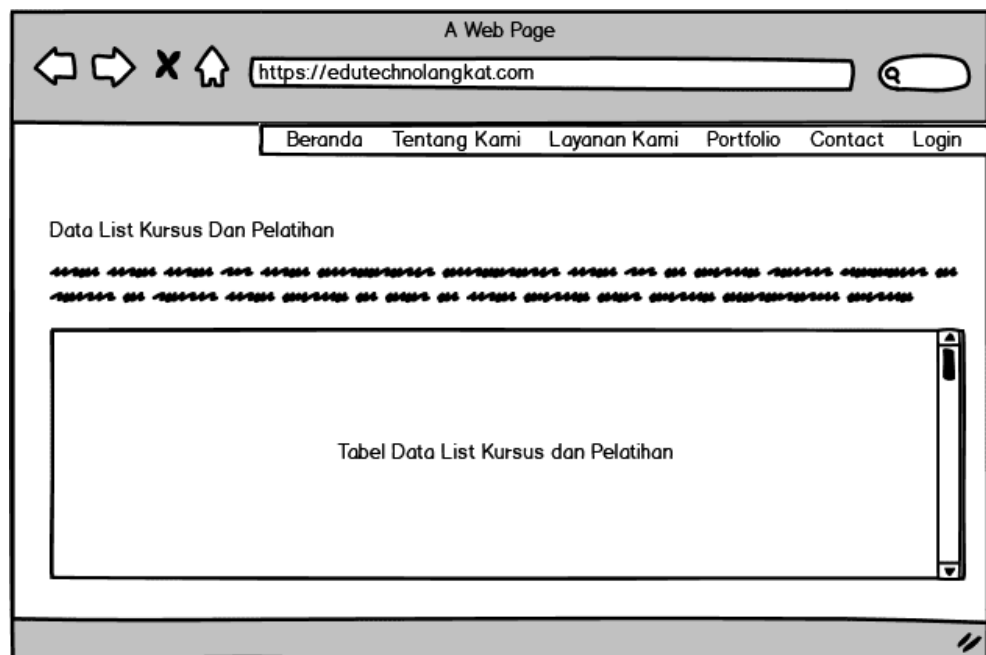 A Web Page
https://edutechnolangkat.com
Beranda Tentang Kami Layanan Kami Portfolio Contact Login
Data List Kursus Dan Pelatihan
Tabel Data List Kursus dan Pelatihan